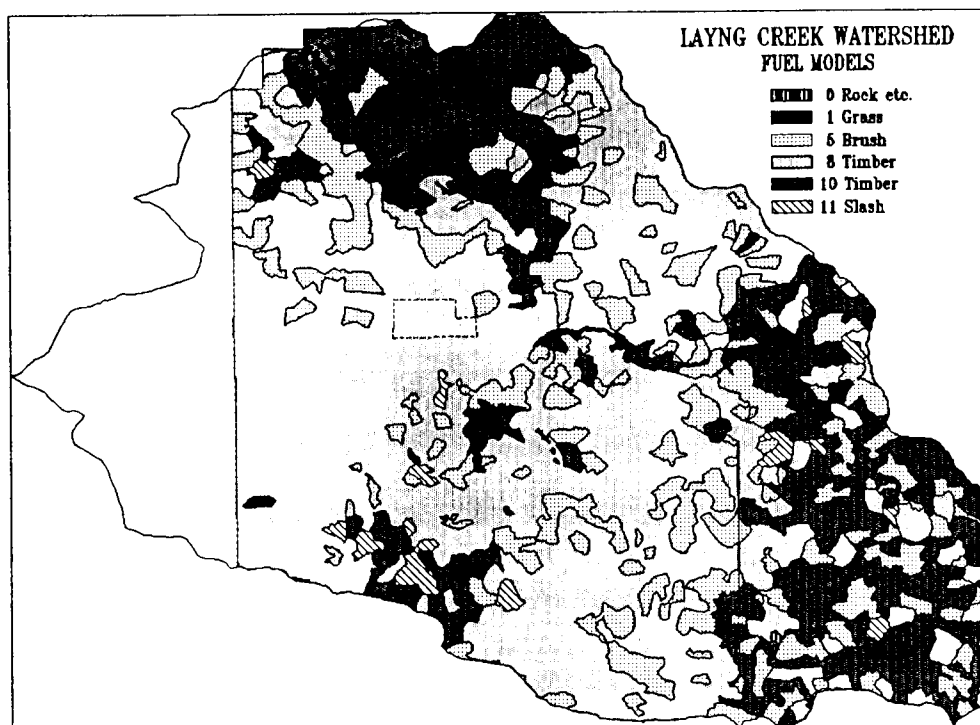 LAYNG CREEK WATERSHED
FUEL MODELS
0 Rock etc.
1 Grass
5 Brush
8 Timber
10 Timber
11 Slash